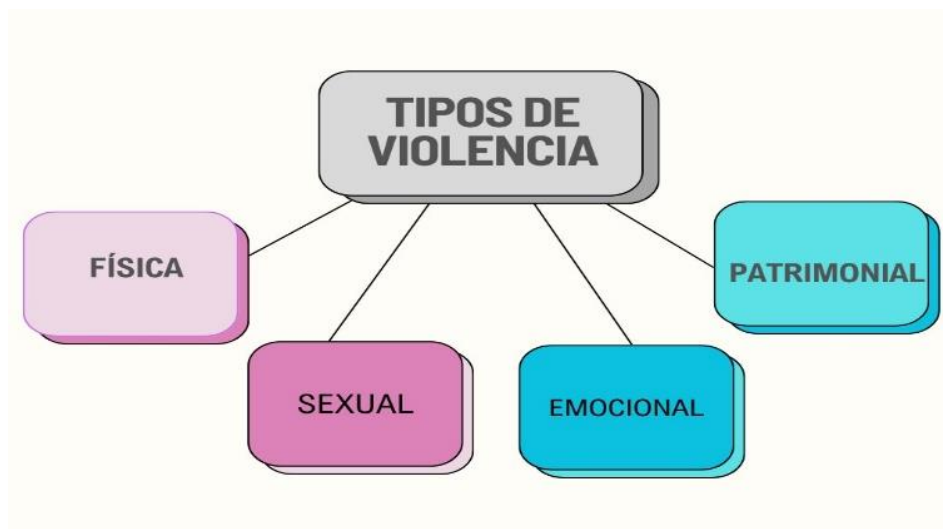 TIPOS DE
VIOLENCIA
FÍSICA
PATRIMONIAL
SEXUAL
EMOCIONAL